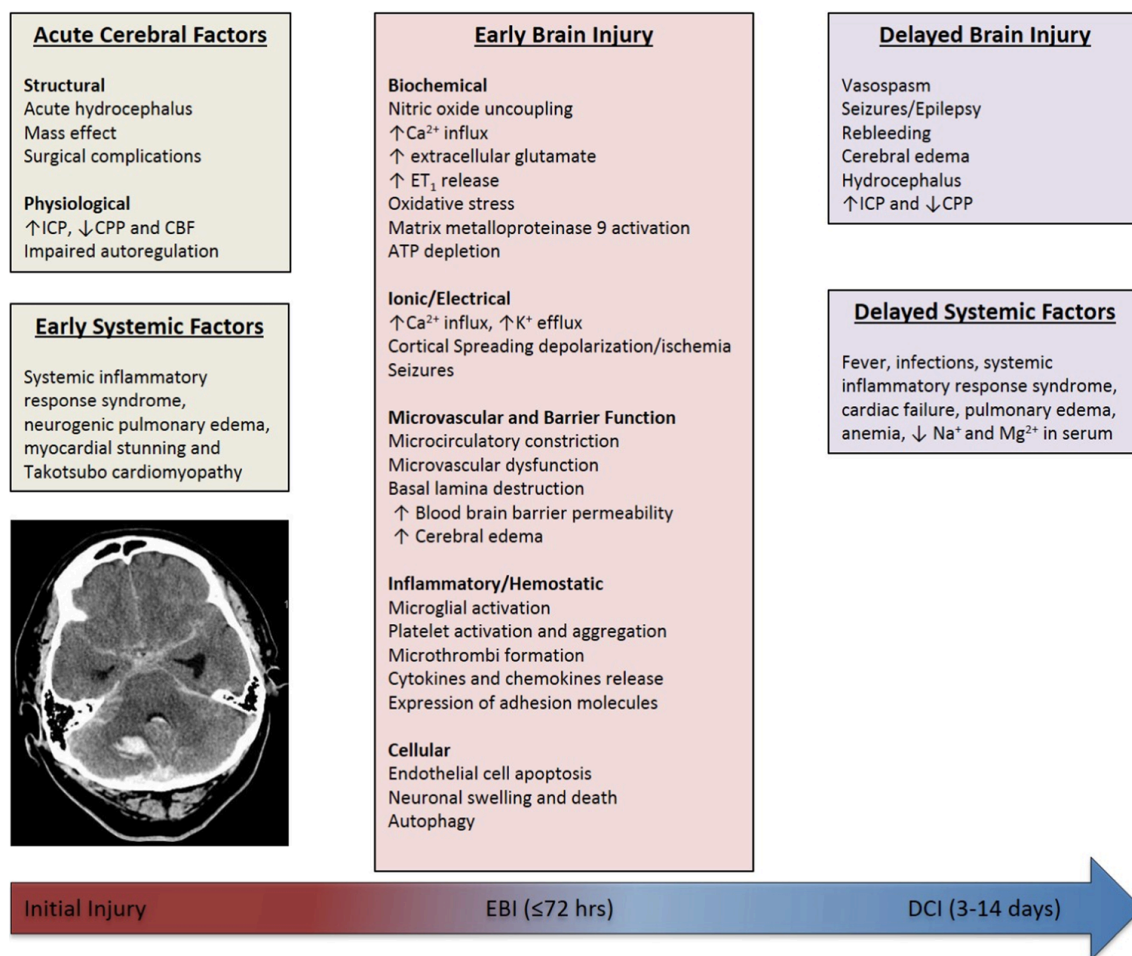 Acute Cerebral Factors
Structural
Acute hydrocephalus
Mass effect
Surgical complications
Physiological
↑ICP, ↓CPP and CBF
Impaired autoregulation
Early Systemic Factors
Systemic inflammatory
response syndrome,
neurogenic pulmonary edema,
myocardial stunning and
Takotsubo cardiomyopathy
Early Brain Injury
Biochemical
Nitric oxide uncoupling
↑Ca²⁺ influx
↑ extracellular glutamate
↑ ET₁ release
Oxidative stress
Matrix metalloproteinase 9 activation
ATP depletion
Ionic/Electrical
↑Ca²⁺ influx, ↑K⁺ efflux
Cortical Spreading depolarization/ischemia
Seizures
Microvascular and Barrier Function
Microcirculatory constriction
Microvascular dysfunction
Basal lamina destruction
↑ Blood brain barrier permeability
↑ Cerebral edema
Inflammatory/Hemostatic
Microglial activation
Platelet activation and aggregation
Microthrombi formation
Cytokines and chemokines release
Expression of adhesion molecules
Cellular
Endothelial cell apoptosis
Neuronal swelling and death
Autophagy
Delayed Brain Injury
Vasospasm
Seizures/Epilepsy
Rebleeding
Cerebral edema
Hydrocephalus
↑ICP and ↓CPP
Delayed Systemic Factors
Fever, infections, systemic
inflammatory response syndrome,
cardiac failure, pulmonary edema,
anemia, ↓ Na⁺ and Mg²⁺ in serum
Initial Injury
EBI (≤72 hrs)
DCI (3-14 days)